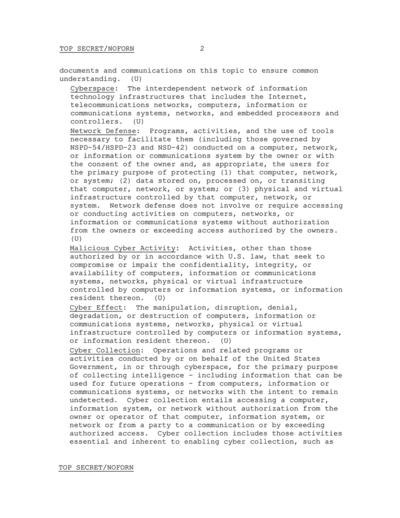 TOP SECRET/NOFORN 2
documents and communications on this topic to ensure common
understanding. (U)
Cyberspace: The interdependent network of information
technology infrastructures that includes the Internet,
telecommunications networks, computers, information or
communications systems, networks, and embedded processors and
controllers. (U)
Network Defense: Programs, activities, and the use of tools
necessary to facilitate them (including those governed by
NSPD-54/HSPD-23 and NSD-42) conducted on a computer, network,
or information or communications system by the owner or with
the consent of the owner and, as appropriate, the users for
the primary purpose of protecting (1) that computer, network,
or system; (2) data stored on, processed on, or transiting
that computer, network, or system; or (3) physical and virtual
infrastructure controlled by that computer, network, or
system. Network defense does not involve or require accessing
or conducting activities on computers, networks, or
information or communications systems without authorization
from the owners or exceeding access authorized by the owners.
(U)
Malicious Cyber Activity: Activities, other than those
authorized by or in accordance with U.S. law, that seek to
compromise or impair the confidentiality, integrity, or
availability of computers, information or communications
systems, networks, physical or virtual infrastructure
controlled by computers or information systems, or information
resident thereon. (U)
Cyber Effect: The manipulation, disruption, denial,
degradation, or destruction of computers, information or
communications systems, networks, physical or virtual
infrastructure controlled by computers or information systems,
or information resident thereon. (U)
Cyber Collection: Operations and related programs or
activities conducted by or on behalf of the United States
Government, in or through cyberspace, for the primary purpose
of collecting intelligence - including information that can be
used for future operations - from computers, information or
communications systems, or networks with the intent to remain
undetected. Cyber collection entails accessing a computer,
information system, or network without authorization from the
owner or operator of that computer, information system, or
network or from a party to a communication or by exceeding
authorized access. Cyber collection includes those activities
essential and inherent to enabling cyber collection, such as
TOP SECRET/NOFORN